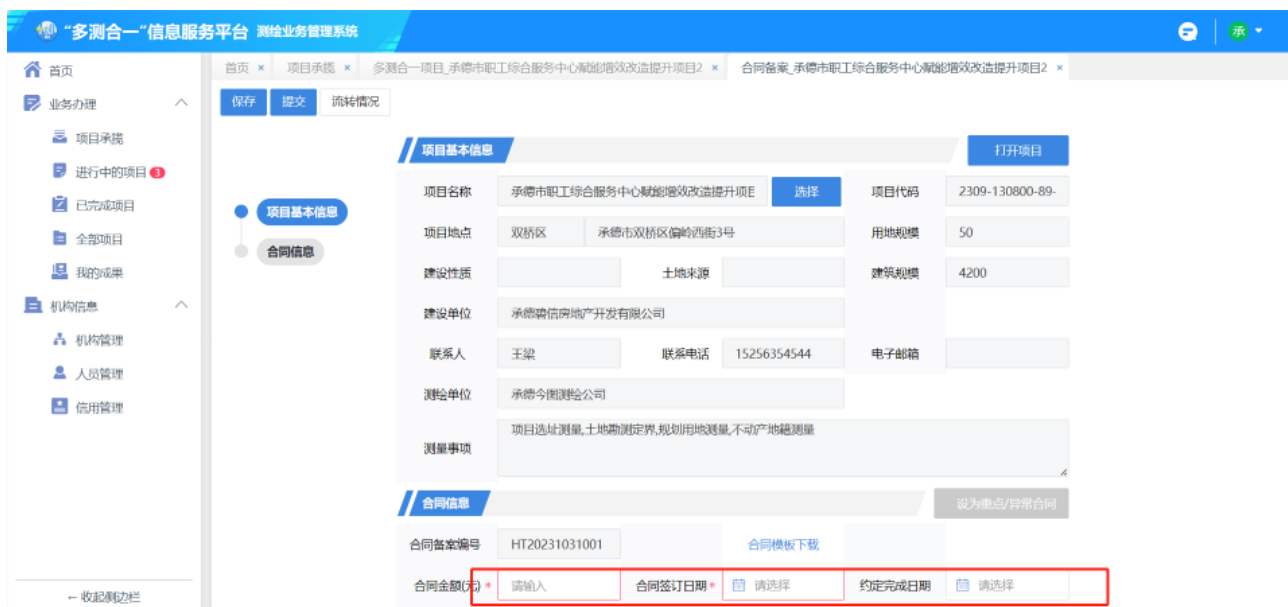 “多测合一”信息服务平台 测绘业务管理系统 承
首页 首页 × 项目承揽 × 多测合一项目_承德市职工综合服务中心赋能增效改造提升项目2 × 合同备案_承德市职工综合服务中心赋能增效改造提升项目2 ×
业务办理 保存 提交 流转情况
项目承揽
项目基本信息 打开项目
进行中的项目 3
项目名称 承德市职工综合服务中心赋能增效改造提升项目 选择 项目代码 2309-130800-89-
已完成项目
项目基本信息
项目地点 双桥区 承德市双桥区偏岭西街3号 用地规模 50
全部项目
合同信息
我的成果 建设性质 土地来源 建筑规模 4200
机构信息 建设单位 承德碧信房地产开发有限公司
机构管理
联系人 王梁 联系电话 15256354544 电子邮箱
人员管理
测绘单位 承德今图测绘公司
信用管理
项目选址测量,土地勘测定界,规划用地测量,不动产地籍测量
测量事项
合同信息 设为重点/异常合同
合同备案编号 HT20231031001 合同模板下载
合同金额(元) * 请输入 合同签订日期 * 请选择 约定完成日期 请选择
← 收起侧边栏